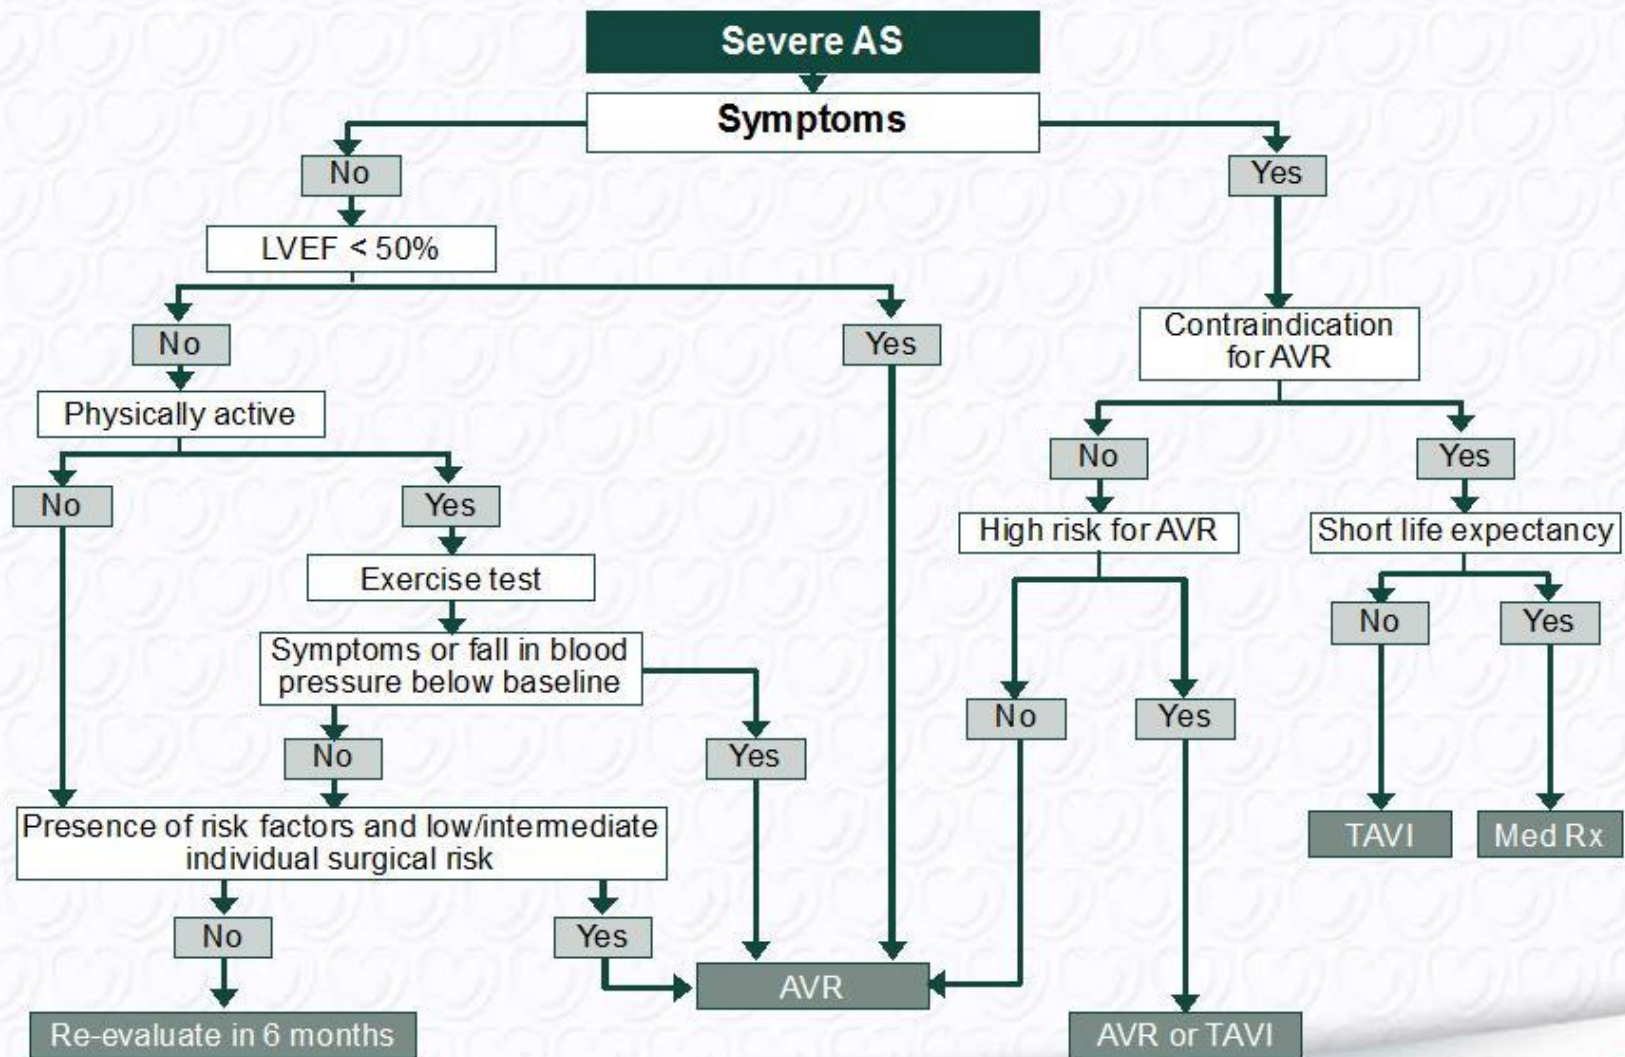 Severe AS
Symptoms
No
Yes
LVEF < 50%
No
Yes
Contraindication
for AVR
Physically active
No
Yes
No
Yes
High risk for AVR
Short life expectancy
Exercise test
No
Yes
No
Yes
Symptoms or fall in blood
pressure below baseline
No
Yes
TAVI
Med Rx
Presence of risk factors and low/intermediate
individual surgical risk
No
Yes
AVR
Re-evaluate in 6 months
AVR or TAVI